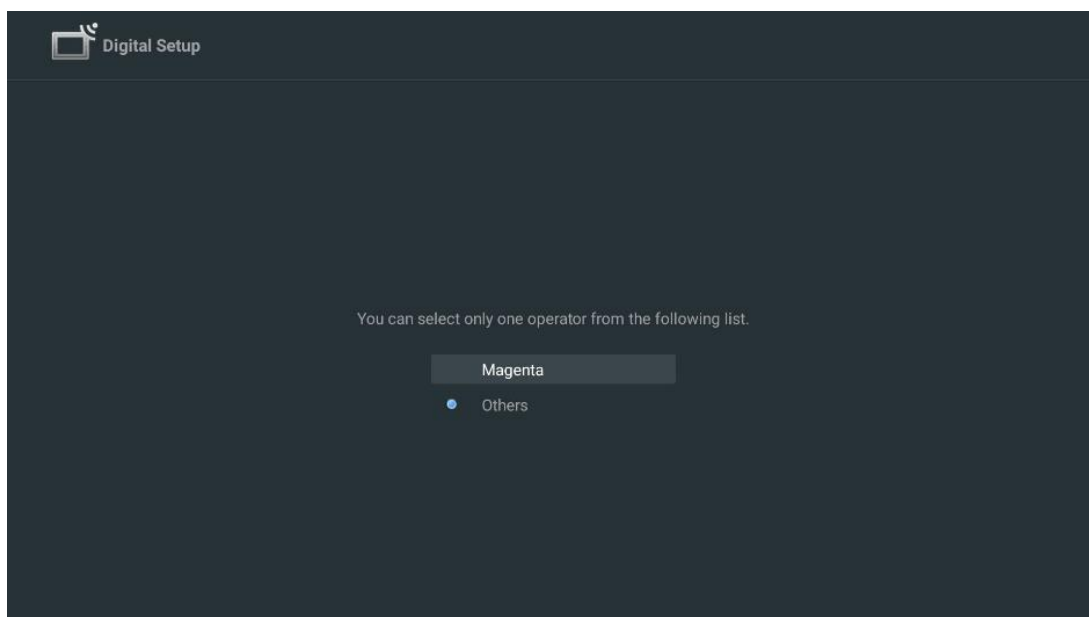 Digital Setup
You can select only one operator from the following list.
Magenta
Others